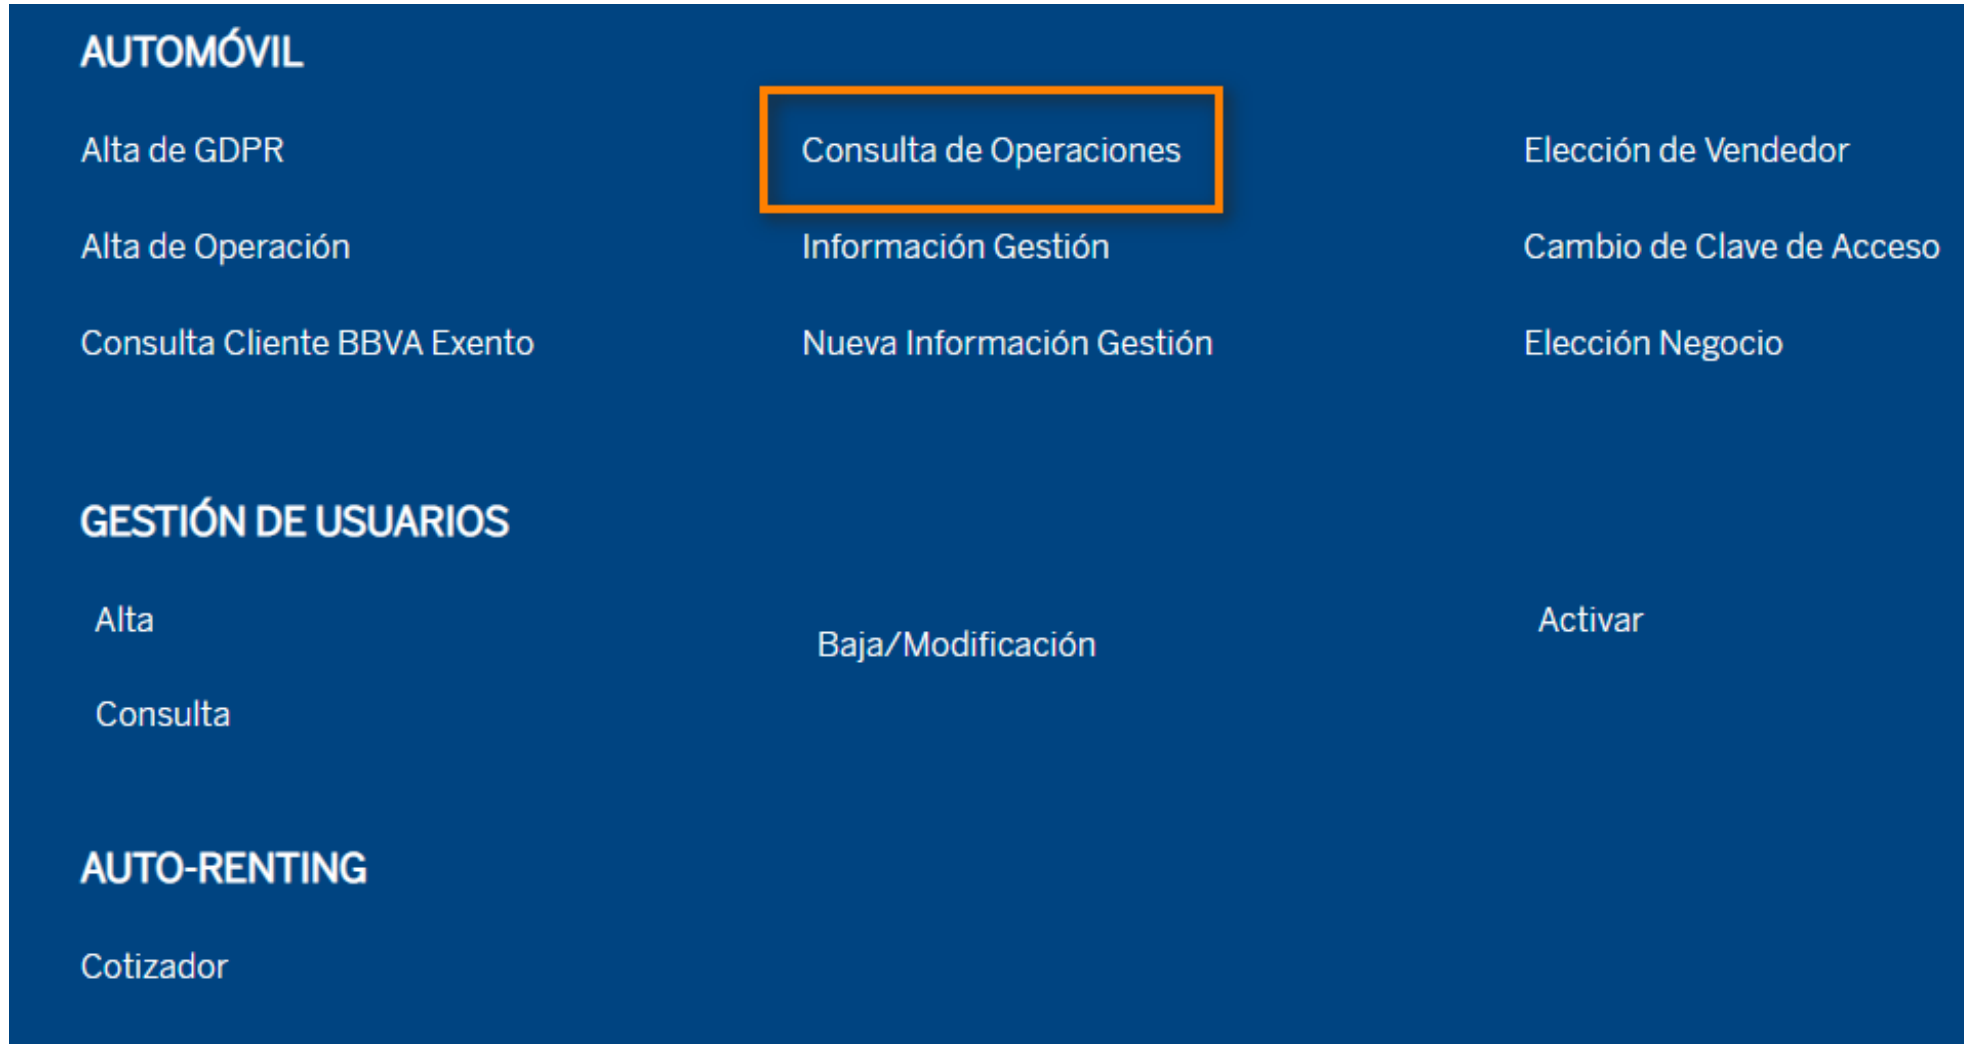 AUTOMÓVIL
Alta de GDPR
Consulta de Operaciones
Elección de Vendedor
Alta de Operación
Información Gestión
Cambio de Clave de Acceso
Consulta Cliente BBVA Exento
Nueva Información Gestión
Elección Negocio
GESTIÓN DE USUARIOS
Alta
Baja/Modificación
Activar
Consulta
AUTO-RENTING
Cotizador